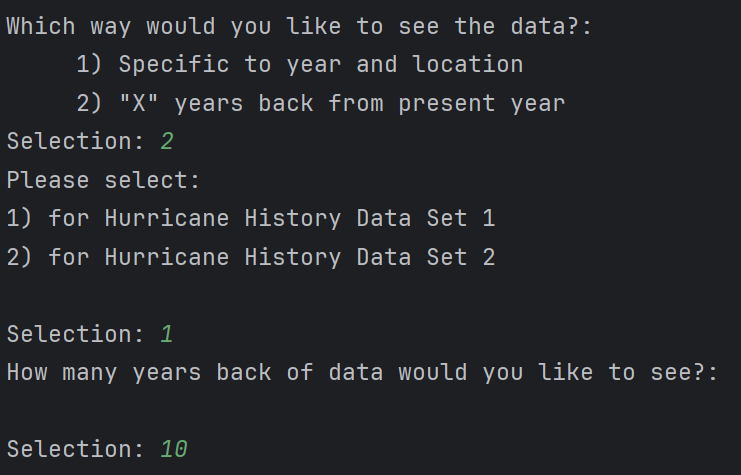 Which way would you like to see the data?:
     1) Specific to year and location
     2) "X" years back from present year
Selection: 2
Please select:
1) for Hurricane History Data Set 1
2) for Hurricane History Data Set 2

Selection: 1
How many years back of data would you like to see?:

Selection: 10